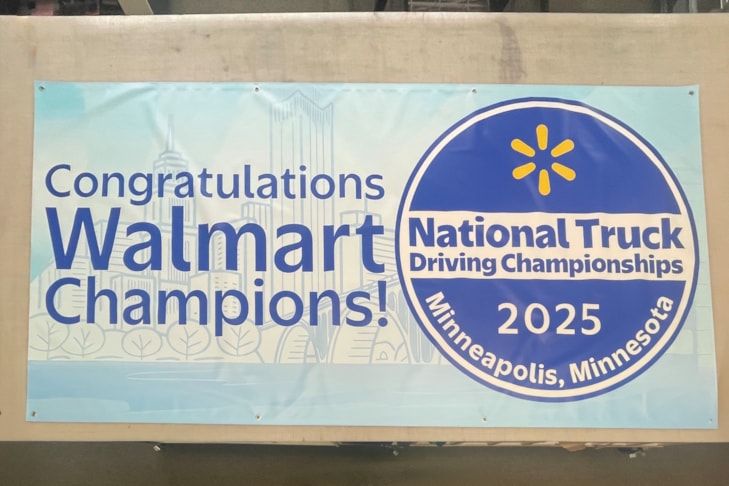 Congratulations
Walmart
Champions!
National Truck
Driving Championships
2025
Minneapolis, Minnesota